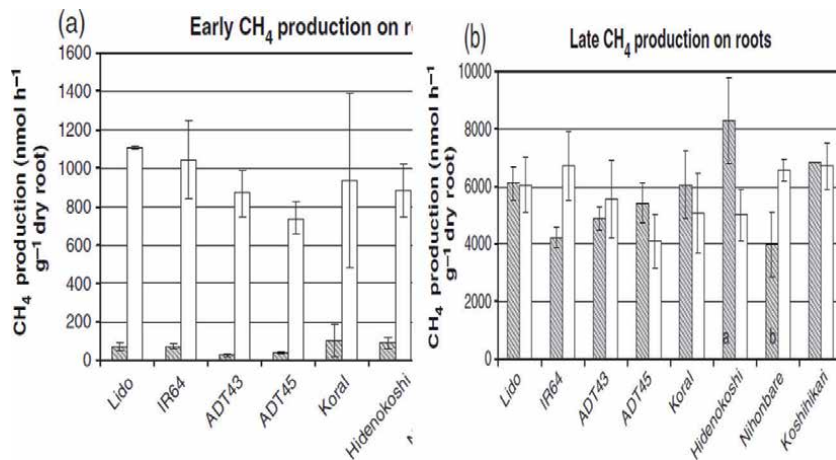 (a)
Early CH4 production on r
1600
1400
1200
1000
800
600
400
200
0
CH4 production (nmol h−1
g−1 dry root)
Lido
IR64
ADT43
ADT45
Koral
Hidenokoshi
(b)
Late CH4 production on roots
10000
8000
6000
4000
2000
0
CH4 production (nmol h−1
g−1 dry root)
a
b
Lido
IR64
ADT43
ADT45
Koral
Hidenokoshi
Nihonbare
Koshihikari